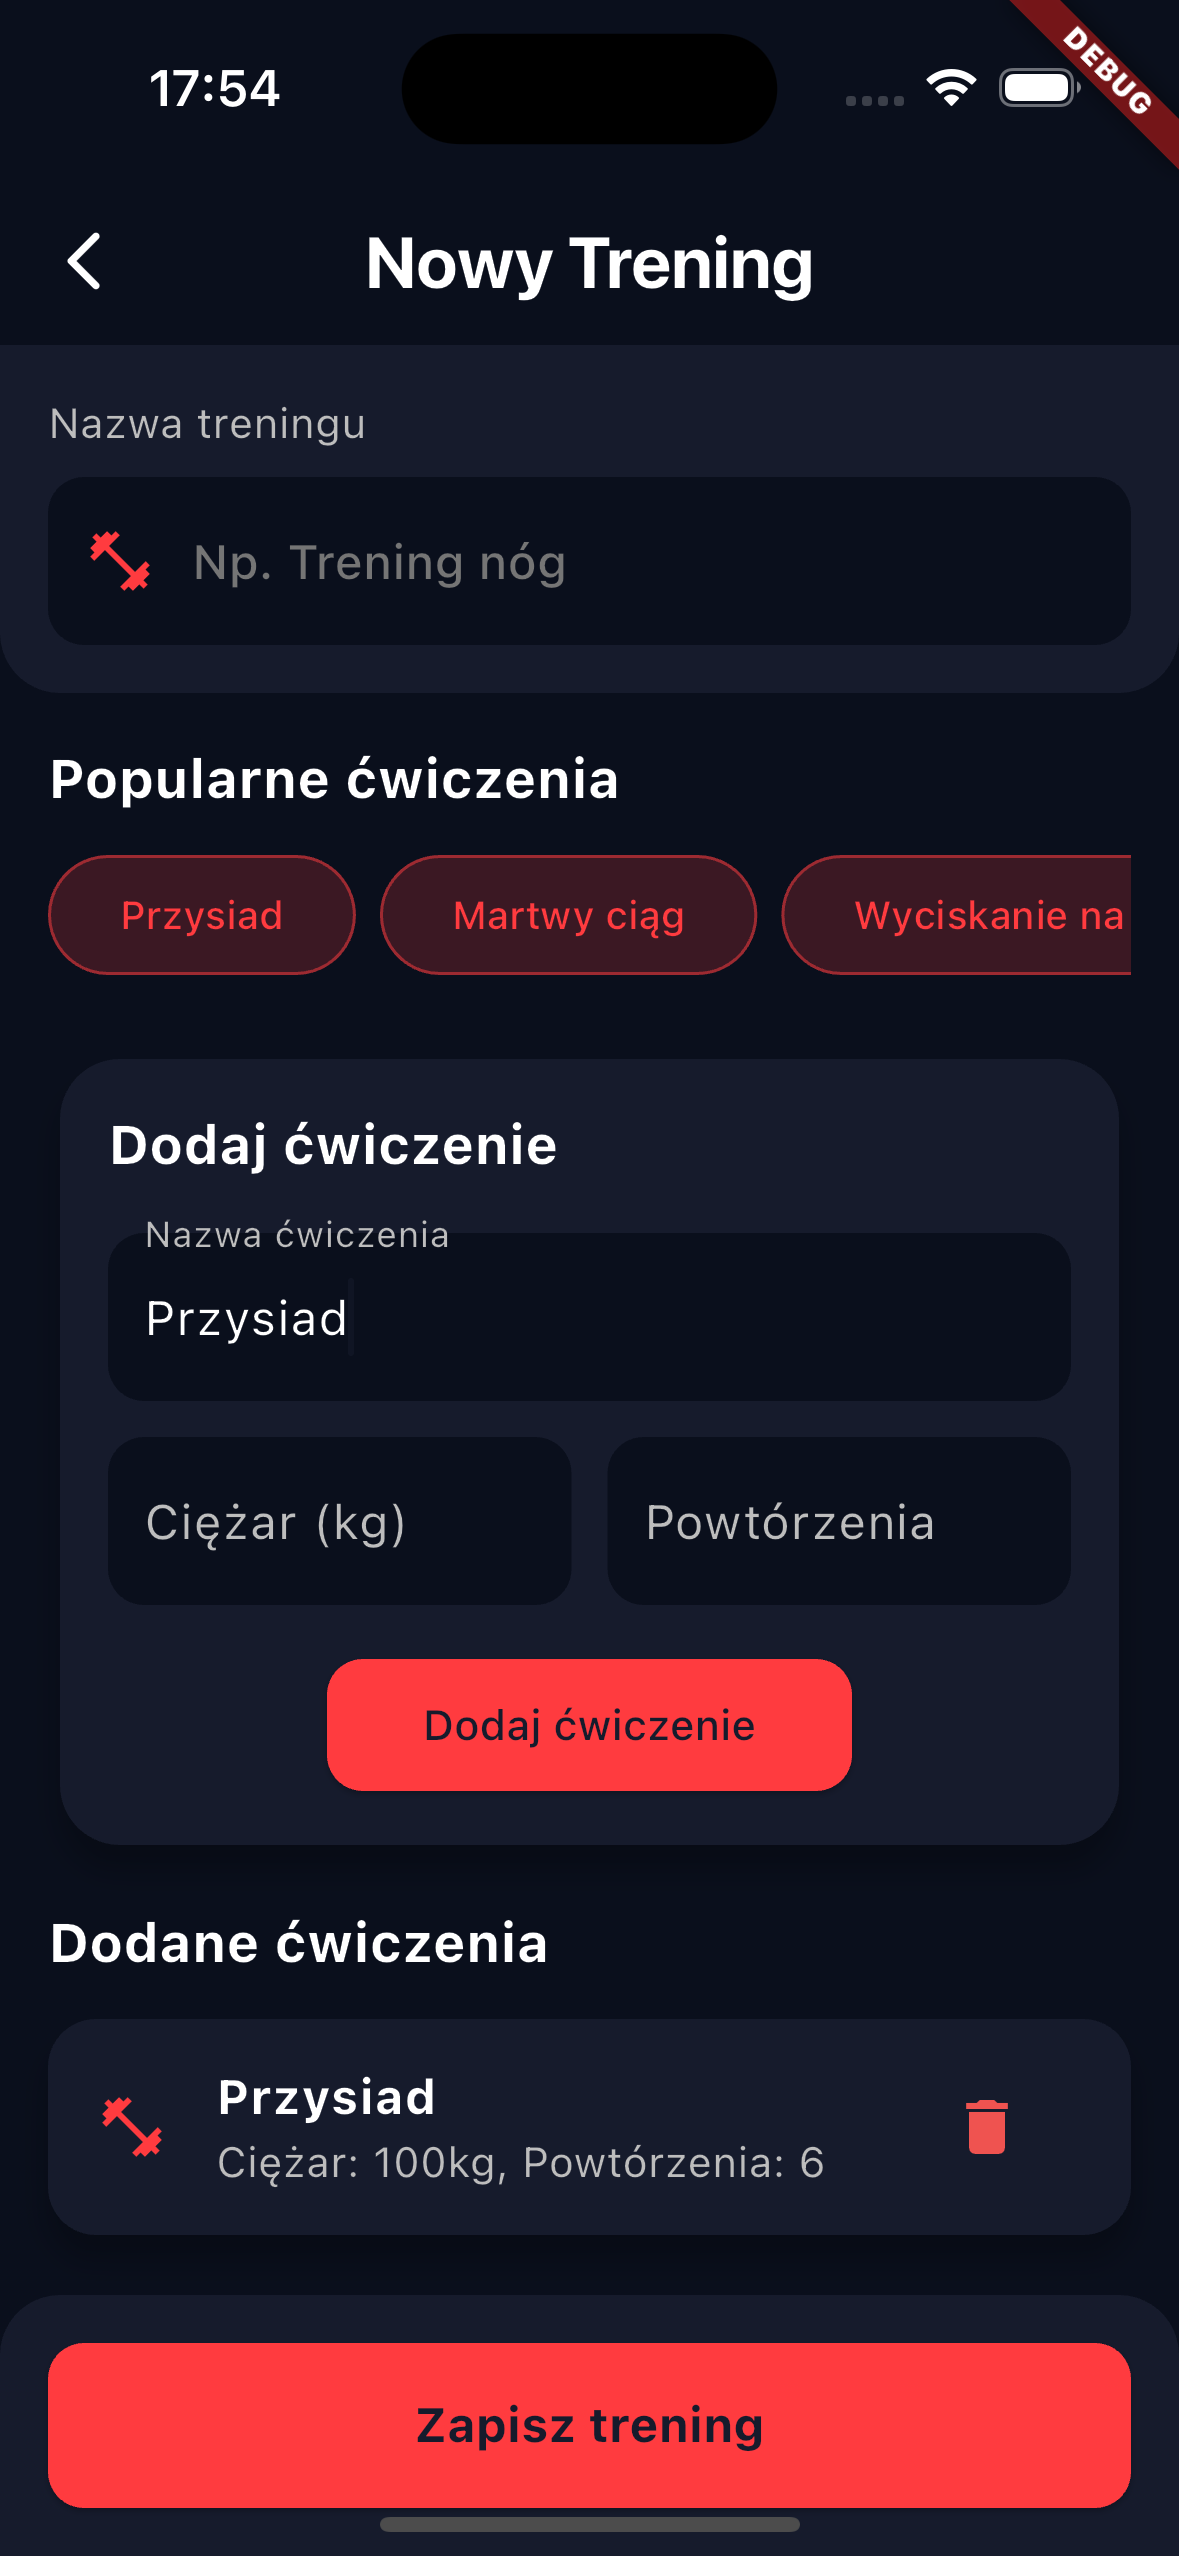 17:54
DEBUG
Nowy Trening
Nazwa treningu
Np. Trening nóg
Popularne ćwiczenia
Przysiad
Martwy ciąg
Wyciskanie na
Dodaj ćwiczenie
Nazwa ćwiczenia
Przysiad
Ciężar (kg)
Powtórzenia
Dodaj ćwiczenie
Dodane ćwiczenia
Przysiad
Ciężar: 100kg, Powtórzenia: 6
Zapisz trening